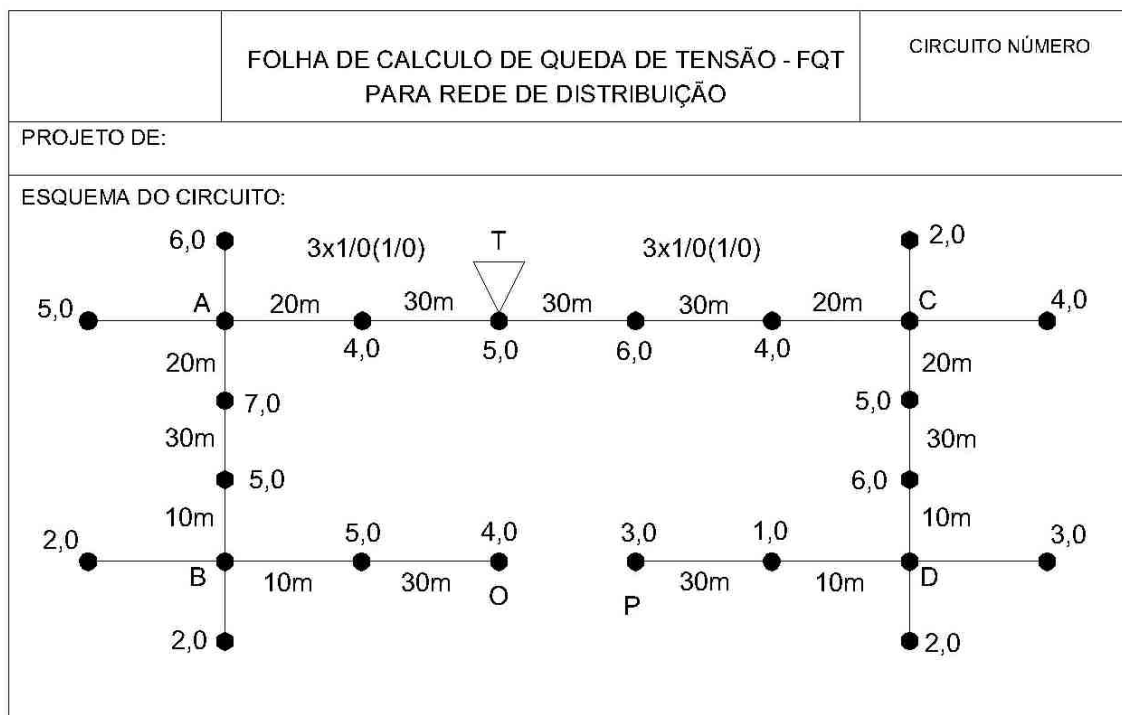 FOLHA DE CALCULO DE QUEDA DE TENSÃO - FQT
PARA REDE DE DISTRIBUIÇÃO
CIRCUITO NÚMERO
PROJETO DE:
ESQUEMA DO CIRCUITO:
6,0 3x1/0(1/0) T 3x1/0(1/0) 2,0
5,0 A 20m 30m 30m 30m 20m C 4,0
4,0 5,0 6,0 4,0
20m 20m
7,0 5,0
30m 30m
5,0 6,0
10m 10m
2,0 5,0 4,0 3,0 1,0 3,0
B 10m 30m O P 30m 10m D
2,0 2,0